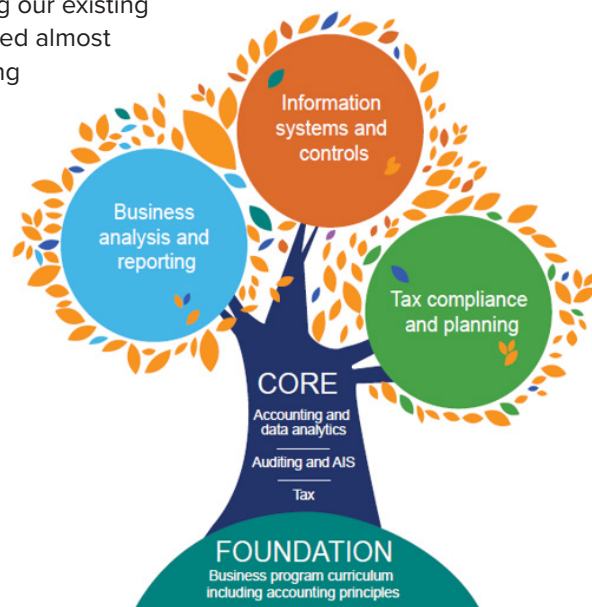 g our existing
ed almost
ng
Information
systems and
controls
Business
analysis and
reporting
Tax compliance
and planning
CORE
Accounting and
data analytics
Auditing and AIS
Tax
FOUNDATION
Business program curriculum
including accounting principles